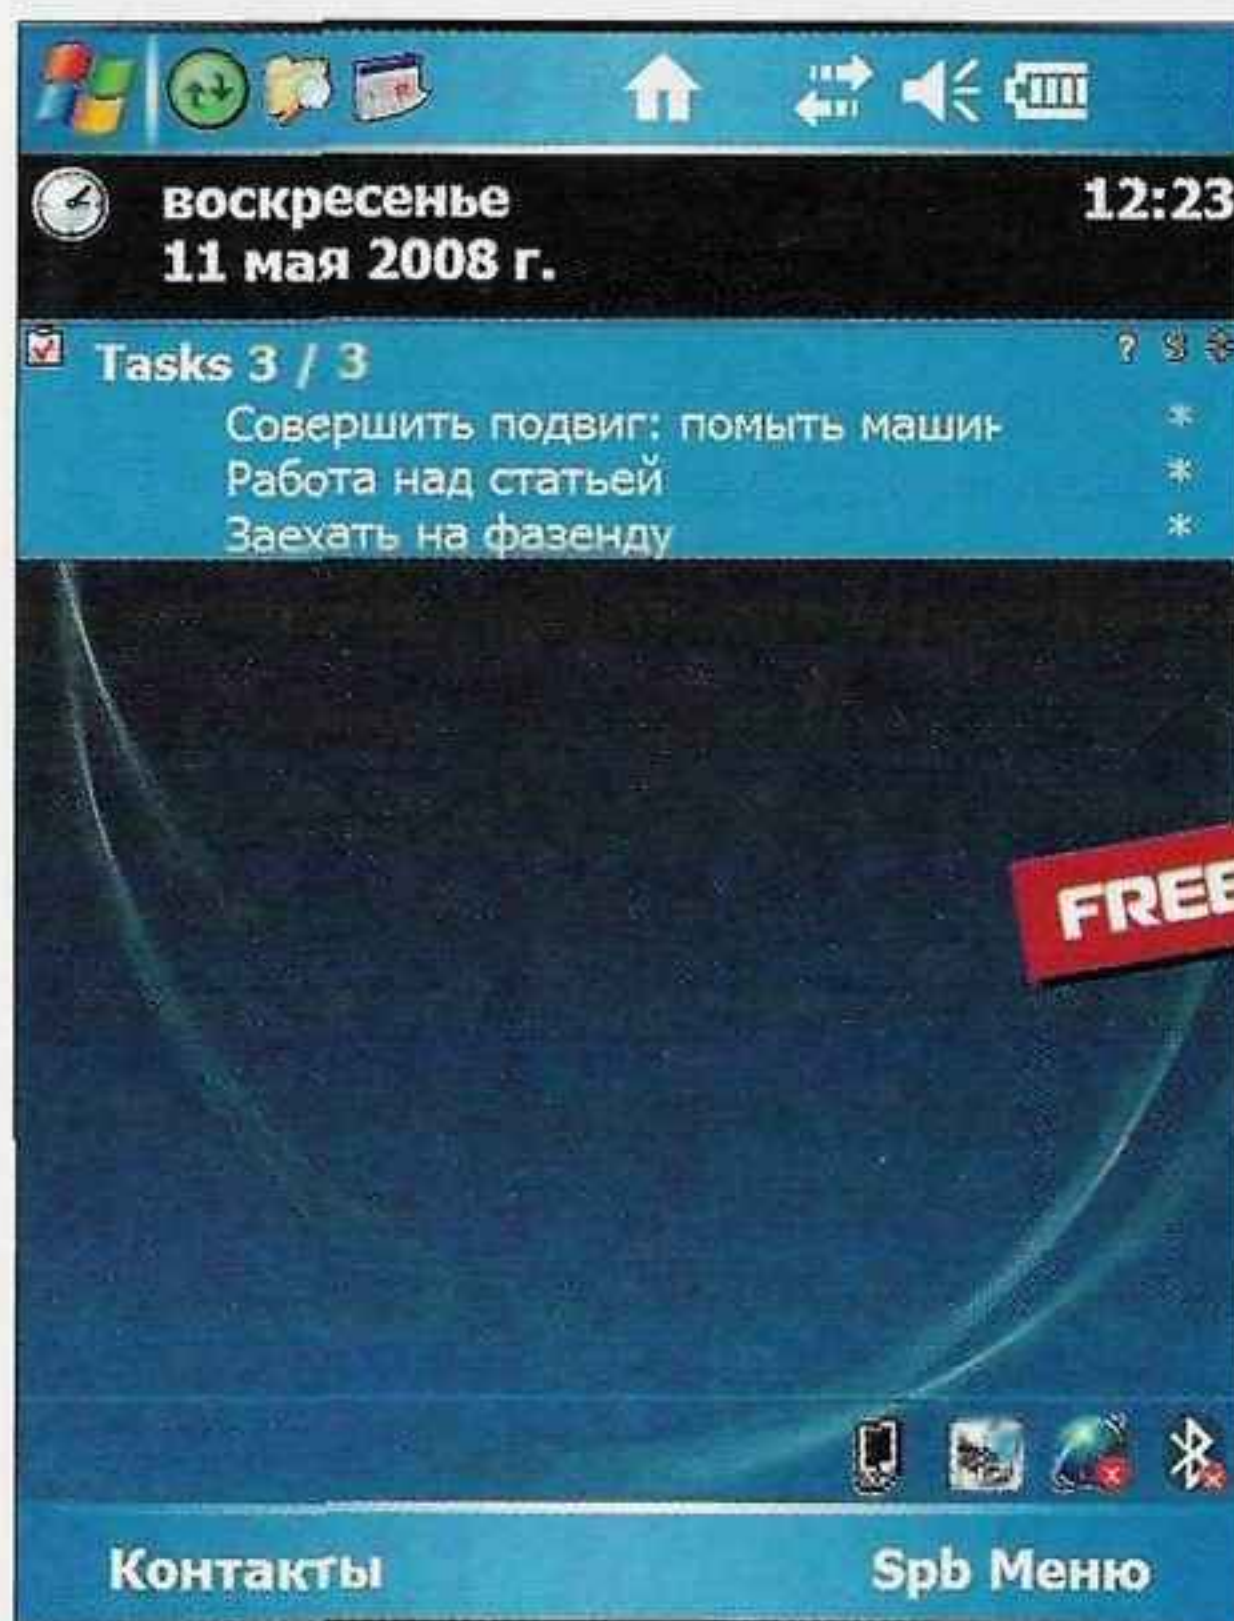 воскресенье
12:23
11 мая 2008 г.
Tasks 3 / 3
? $
Совершить подвиг: помыть машин
*
Работа над статьей
*
Заехать на фазенду
*
FREE
Контакты
Spb Меню